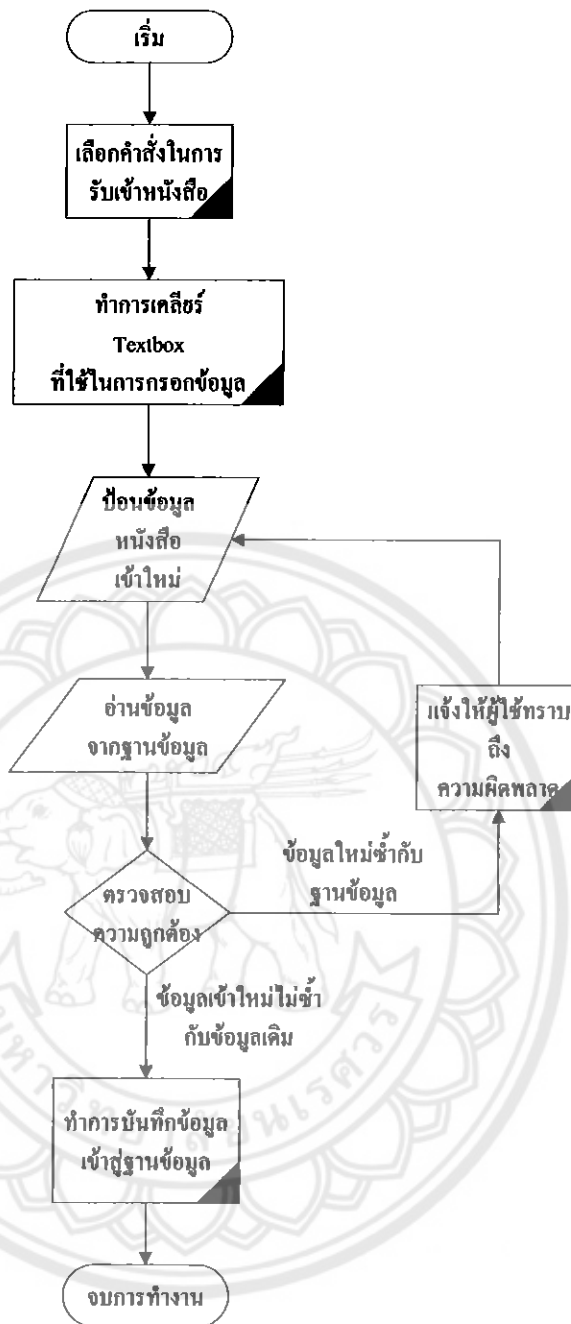 เริ่ม
เลือกคำสั่งในการ
รับเข้าหนังสือ
ทำการเคลียร์
Textbox
ที่ใช้ในการกรอกข้อมูล
ป้อนข้อมูล
หนังสือ
เข้าใหม่
อ่านข้อมูล
จากฐานข้อมูล
แจ้งให้ผู้ใช้ทราบ
ถึง
ความผิดพลาด
ตรวจสอบ
ความถูกต้อง
ข้อมูลใหม่ซ้ำกับ
ฐานข้อมูล
ข้อมูลเข้าใหม่ไม่ซ้ำ
กับข้อมูลเดิม
ทำการบันทึกข้อมูล
เข้าสู่ฐานข้อมูล
จบการทำงาน